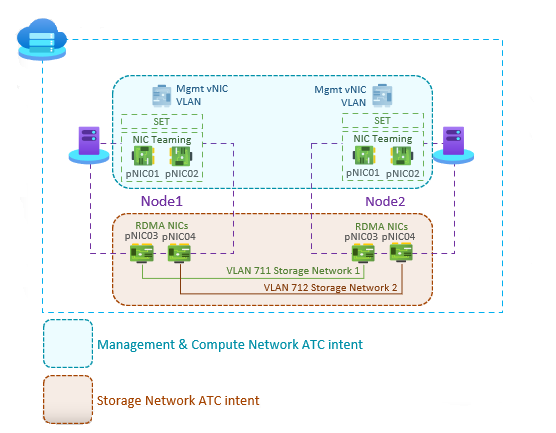 Mgmt vNIC
VLAN
Mgmt vNIC
VLAN
SET
SET
NIC Teaming
NIC Teaming
pNIC01 pNIC02
pNIC01 pNIC02
Node1
Node2
RDMA NICs
RDMA NICs
pNIC03 pNIC04
pNIC03 pNIC04
VLAN 711 Storage Network 1
VLAN 712 Storage Network 2
Management & Compute Network ATC intent
Storage Network ATC intent